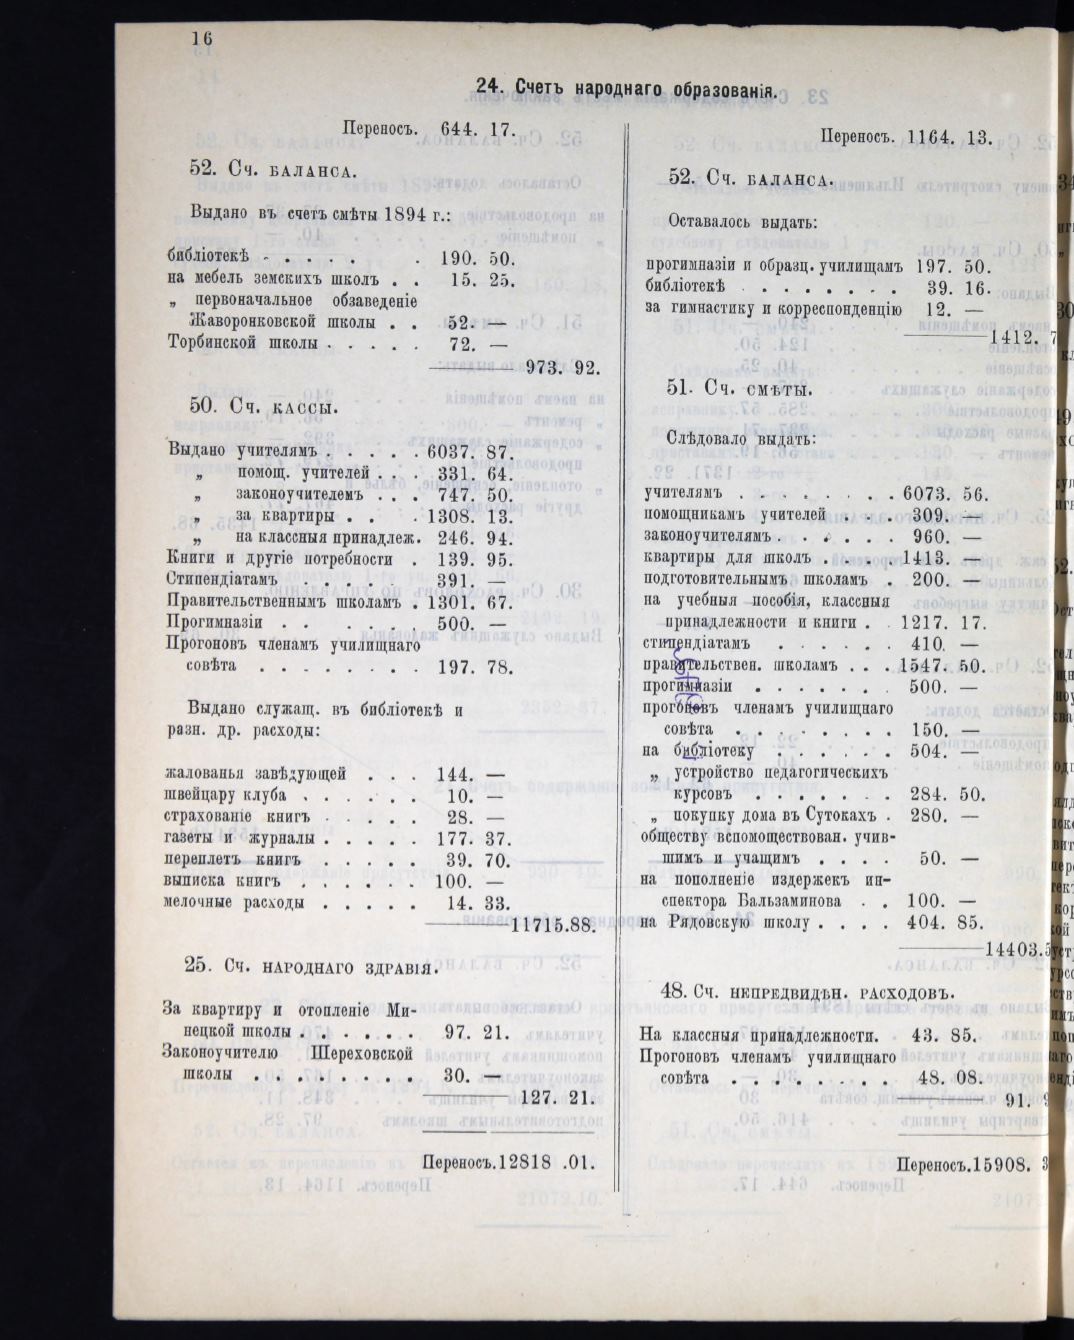 16
24. Счетъ народнаго образованія.
Переносъ. 644. 17.
52. Сч. баланса.
Выдано въ счетъ смѣты 1894 г.:
библіотекѣ . . . . . . 190. 50.
на мебель земскихъ школъ . . 15. 25.
„ первоначальное обзаведеніе
Жаворонковской школы . . 52. —
Торбинской школы . . . . . 72. —
973. 92.
50. Сч. кассы.
Выдано учителямъ . . . . . 6037. 87.
„ помощ. учителей . . . 331. 64.
„ законоучителемъ . . . 747. 50.
„ за квартиры . . . 1308. 13.
„ на классныя принадлеж. 246. 94.
Книги и другіе потребности . 139. 95.
Стипендіатамъ . . . . . . 391. —
Правительственнымъ школамъ . 1301. 67.
Прогимназіи . . . . . . 500. —
Прогоновъ членамъ училищнаго
совѣта . . . . . . . 197. 78.
Выдано служащ. въ библіотекѣ и
разн. др. расходы:
жалованья завѣдующей . . . 144. —
швейцару клуба . . . . . . 10. —
страхованіе книгъ . . . . . 28. —
газеты и журналы . . . . . 177. 37.
переплетъ книгъ . . . . . 39. 70.
выписка книгъ . . . . . . 100. —
мелочные расходы . . . . . 14. 33.
11715.88.
25. Сч. народнаго здравія.
За квартиру и отопленіе Ми-
нецкой школы . . . . . . 97. 21.
Законоучителю Шереховской
школы . . . . . . . . 30. —
127. 21.
Переносъ. 12818 .01.
Переносъ. 1164. 13.
52. Сч. баланса.
Оставалось выдать:
прогимназіи и образц. училищамъ 197. 50.
библіотекѣ . . . . . . . . 39. 16.
за гимнастику и корреспонденцію 12. —
1412. 7
51. Сч. смѣты.
Слѣдовало выдать:
учителямъ . . . . . . . . 6073. 56.
помощникамъ учителей . . . 309. —
законоучителямъ . . . . . . 960. —
квартиры для школъ . . . . 1413. —
подготовительнымъ школамъ . 200. —
на учебныя пособія, классныя
принадлежности и книги . . 1217. 17.
стипендіатамъ . . . . . . 410. —
правительствен. школамъ . . . 1547. 50.
прогимназіи . . . . . . . 500. —
прогоновъ членамъ училищнаго
совѣта . . . . . . . . 150. —
на библіотеку . . . . . . 504. —
„ устройство педагогическихъ
курсовъ . . . . . . . 284. 50.
„ покупку дома въ Сутокахъ . 280. —
обществу вспомоществован. учив-
шимъ и учащимъ . . . . 50. —
на пополненіе издержекъ ин-
спектора Бальзаминова . . 100. —
на Рядовскую школу . . . . 404. 85.
14403.5
48. Сч. непредвидѣн. расходовъ.
На классныя принадлежности. 43. 85.
Прогоновъ членамъ училищнаго
совѣта . . . . . . . . 48. 08.
91. 9
Переносъ. 15908. 3